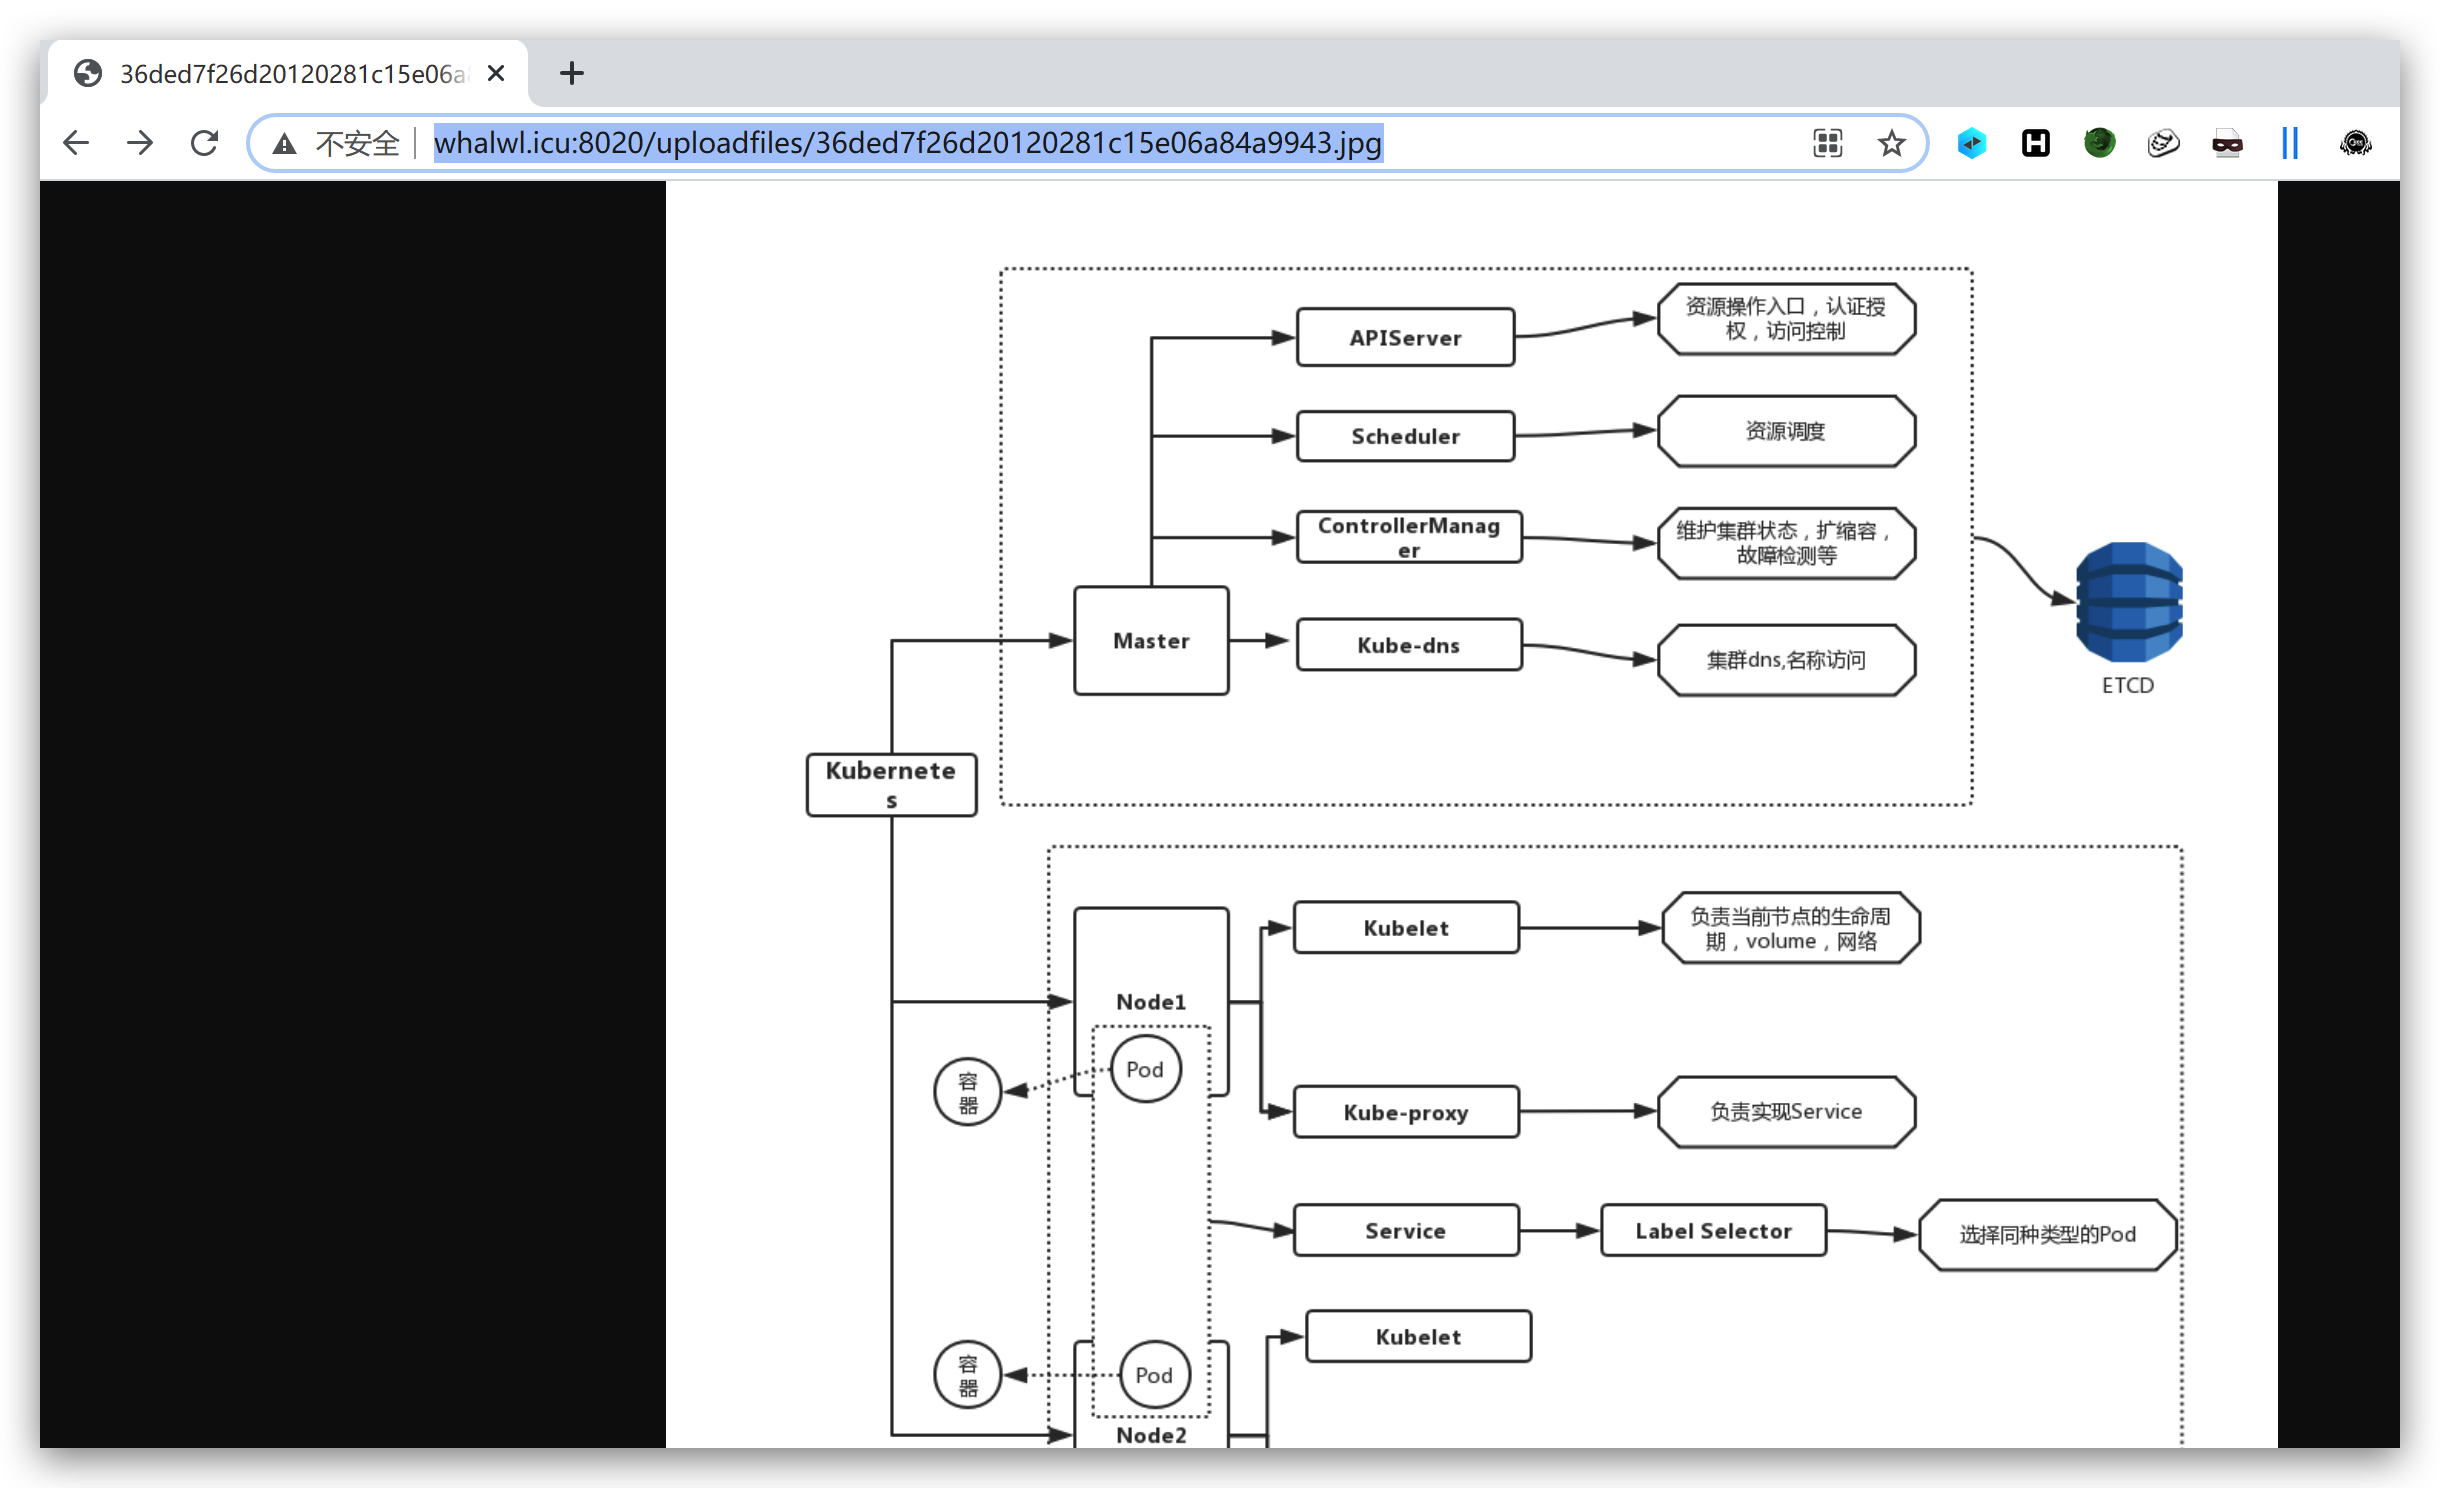 36ded7f26d20120281c15e06a
不安全
whalwl.icu:8020/uploadfiles/36ded7f26d20120281c15e06a84a9943.jpg
APIServer
资源操作入口，认证授
权，访问控制
Scheduler
资源调度
ControllerManag
er
维护集群状态，扩缩容，
故障检测等
Master
Kube-dns
集群dns,名称访问
ETCD
Kubernete
s
Kubelet
负责当前节点的生命周
期，volume，网络
Node1
Pod
容
器
Kube-proxy
负责实现Service
Service
Label Selector
选择同种类型的Pod
Kubelet
容
器
Pod
Node2